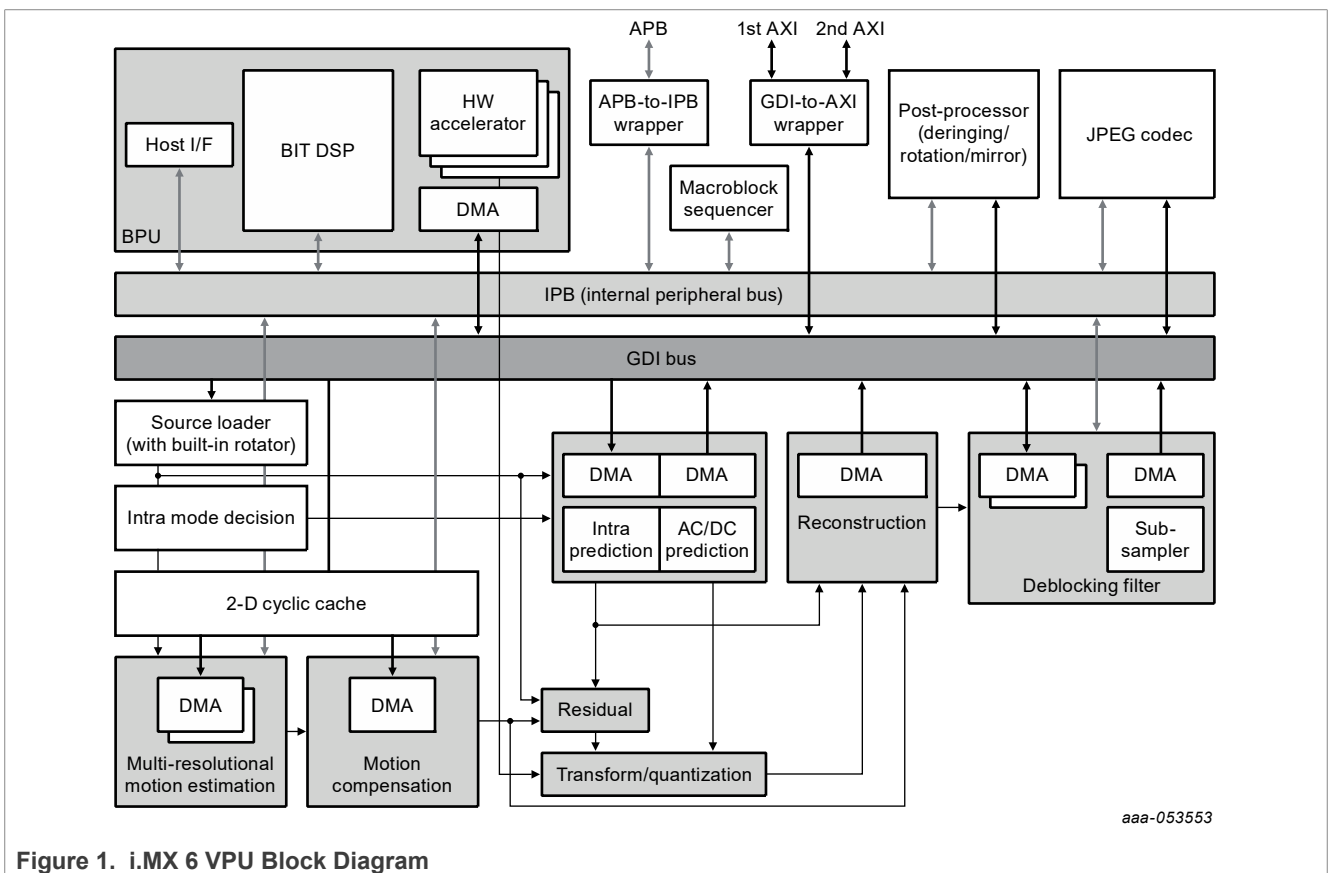 APB
1st AXI
2nd AXI
Host I/F
BIT DSP
HW
accelerator
DMA
BPU
APB-to-IPB
wrapper
GDI-to-AXI
wrapper
Macroblock
sequencer
Post-processor
(deringing/
rotation/mirror)
JPEG codec
IPB (internal peripheral bus)
GDI bus
Source loader
(with built-in rotator)
Intra mode decision
2-D cyclic cache
DMA
Multi-resolutional
motion estimation
DMA
Motion
compensation
DMA
DMA
Intra
prediction
AC/DC
prediction
Residual
Transform/quantization
DMA
Reconstruction
DMA
DMA
Sub-
sampler
Deblocking filter
aaa-053553
Figure 1. i.MX 6 VPU Block Diagram